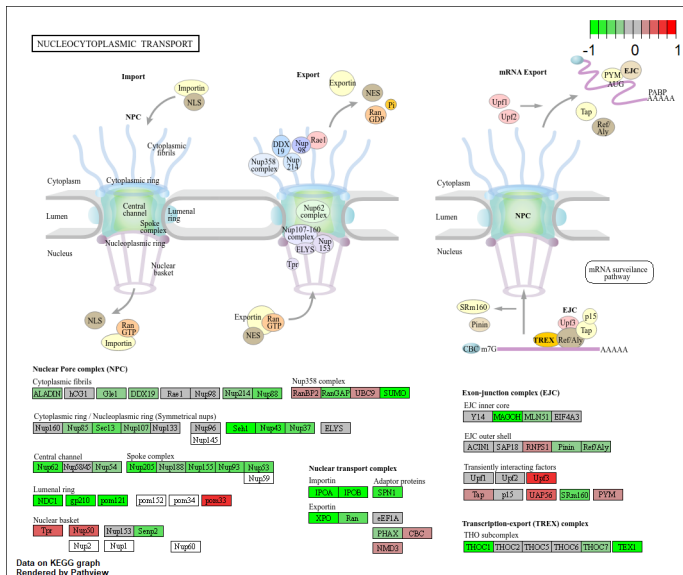 NUCLEOCYTOPLASMIC TRANSPORT
-1 0 1
Import
Importin
NLS
NPC
Cytoplasmic
fibrils
Cytoplasm
Cytoplasmic ring
Central
channel
Lumen
Lumenal
ring
Spoke
complex
Nucleoplasmic ring
Nucleus
Nuclear
basket
NLS
Ran
GTP
Importin
Export
Exportin
NES
Ran
GDP
Pi
DDX
19
Nup
98
Rae1
Nup358
complex
Nup
214
Nup62
complex
Nup107-160
complex
Nup
153
ELYS
Tpr
Exportin
Ran
GTP
NES
mRNA Export
PYM
EJC
AUG
PABP
AAAAA
Upf1
Upf2
Tap
Ref/
Aly
Cytoplasm
Lumen
NPC
Nucleus
mRNA surveilance
pathway
SRm160
Pinin
EJC
p15
Upf3
Tap
TREX
Ref/Aly
CBC m7G
AAAAA
Nuclear Pore complex (NPC)
Cytoplasmic fibrils
ALADIN hCG1 Gle1 DDX19 Rae1 Nup98 Nup214 Nup88
Nup358 complex
RanBP2 RanGAP UBC9 SUMO
Cytoplasmic ring / Nucleoplasmic ring (Symmetrical nups)
Nup160 Nup85 Sec13 Nup107 Nup133 Nup96 Seh1 Nup43 Nup37 ELYS
Nup145
Central channel
Nup62 Nup58/45 Nup54
Spoke complex
Nup205 Nup188 Nup155 Nup93 Nup53
Nup59
Lumenal ring
NDC1 gp210 pom121 pom152 pom34 pom33
Nuclear basket
Tpr Nup50 Nup153 Senp2
Nup2 Nup1 Nup60
Nuclear transport complex
Importin
IPOA IPOB
Adaptor proteins
SPN1
Exportin
XPO Ran eEF1A
PHAX CBC
NMD3
Exon-junction complex (EJC)
EJC inner core
Y14 MAGOH MLN51 EIF4A3
EJC outer shell
ACIN1 SAP18 RNPS1 Pinin Ref/Aly
Transiently interacting factors
Upf1 Upf2 Upf3
Tap p15 UAP56 SRm160 PYM
Transcription-export (TREX) complex
THO subcomplex
THOC1 THOC2 THOC5 THOC6 THOC7 TEX1
Data on KEGG graph
Rendered by Pathview